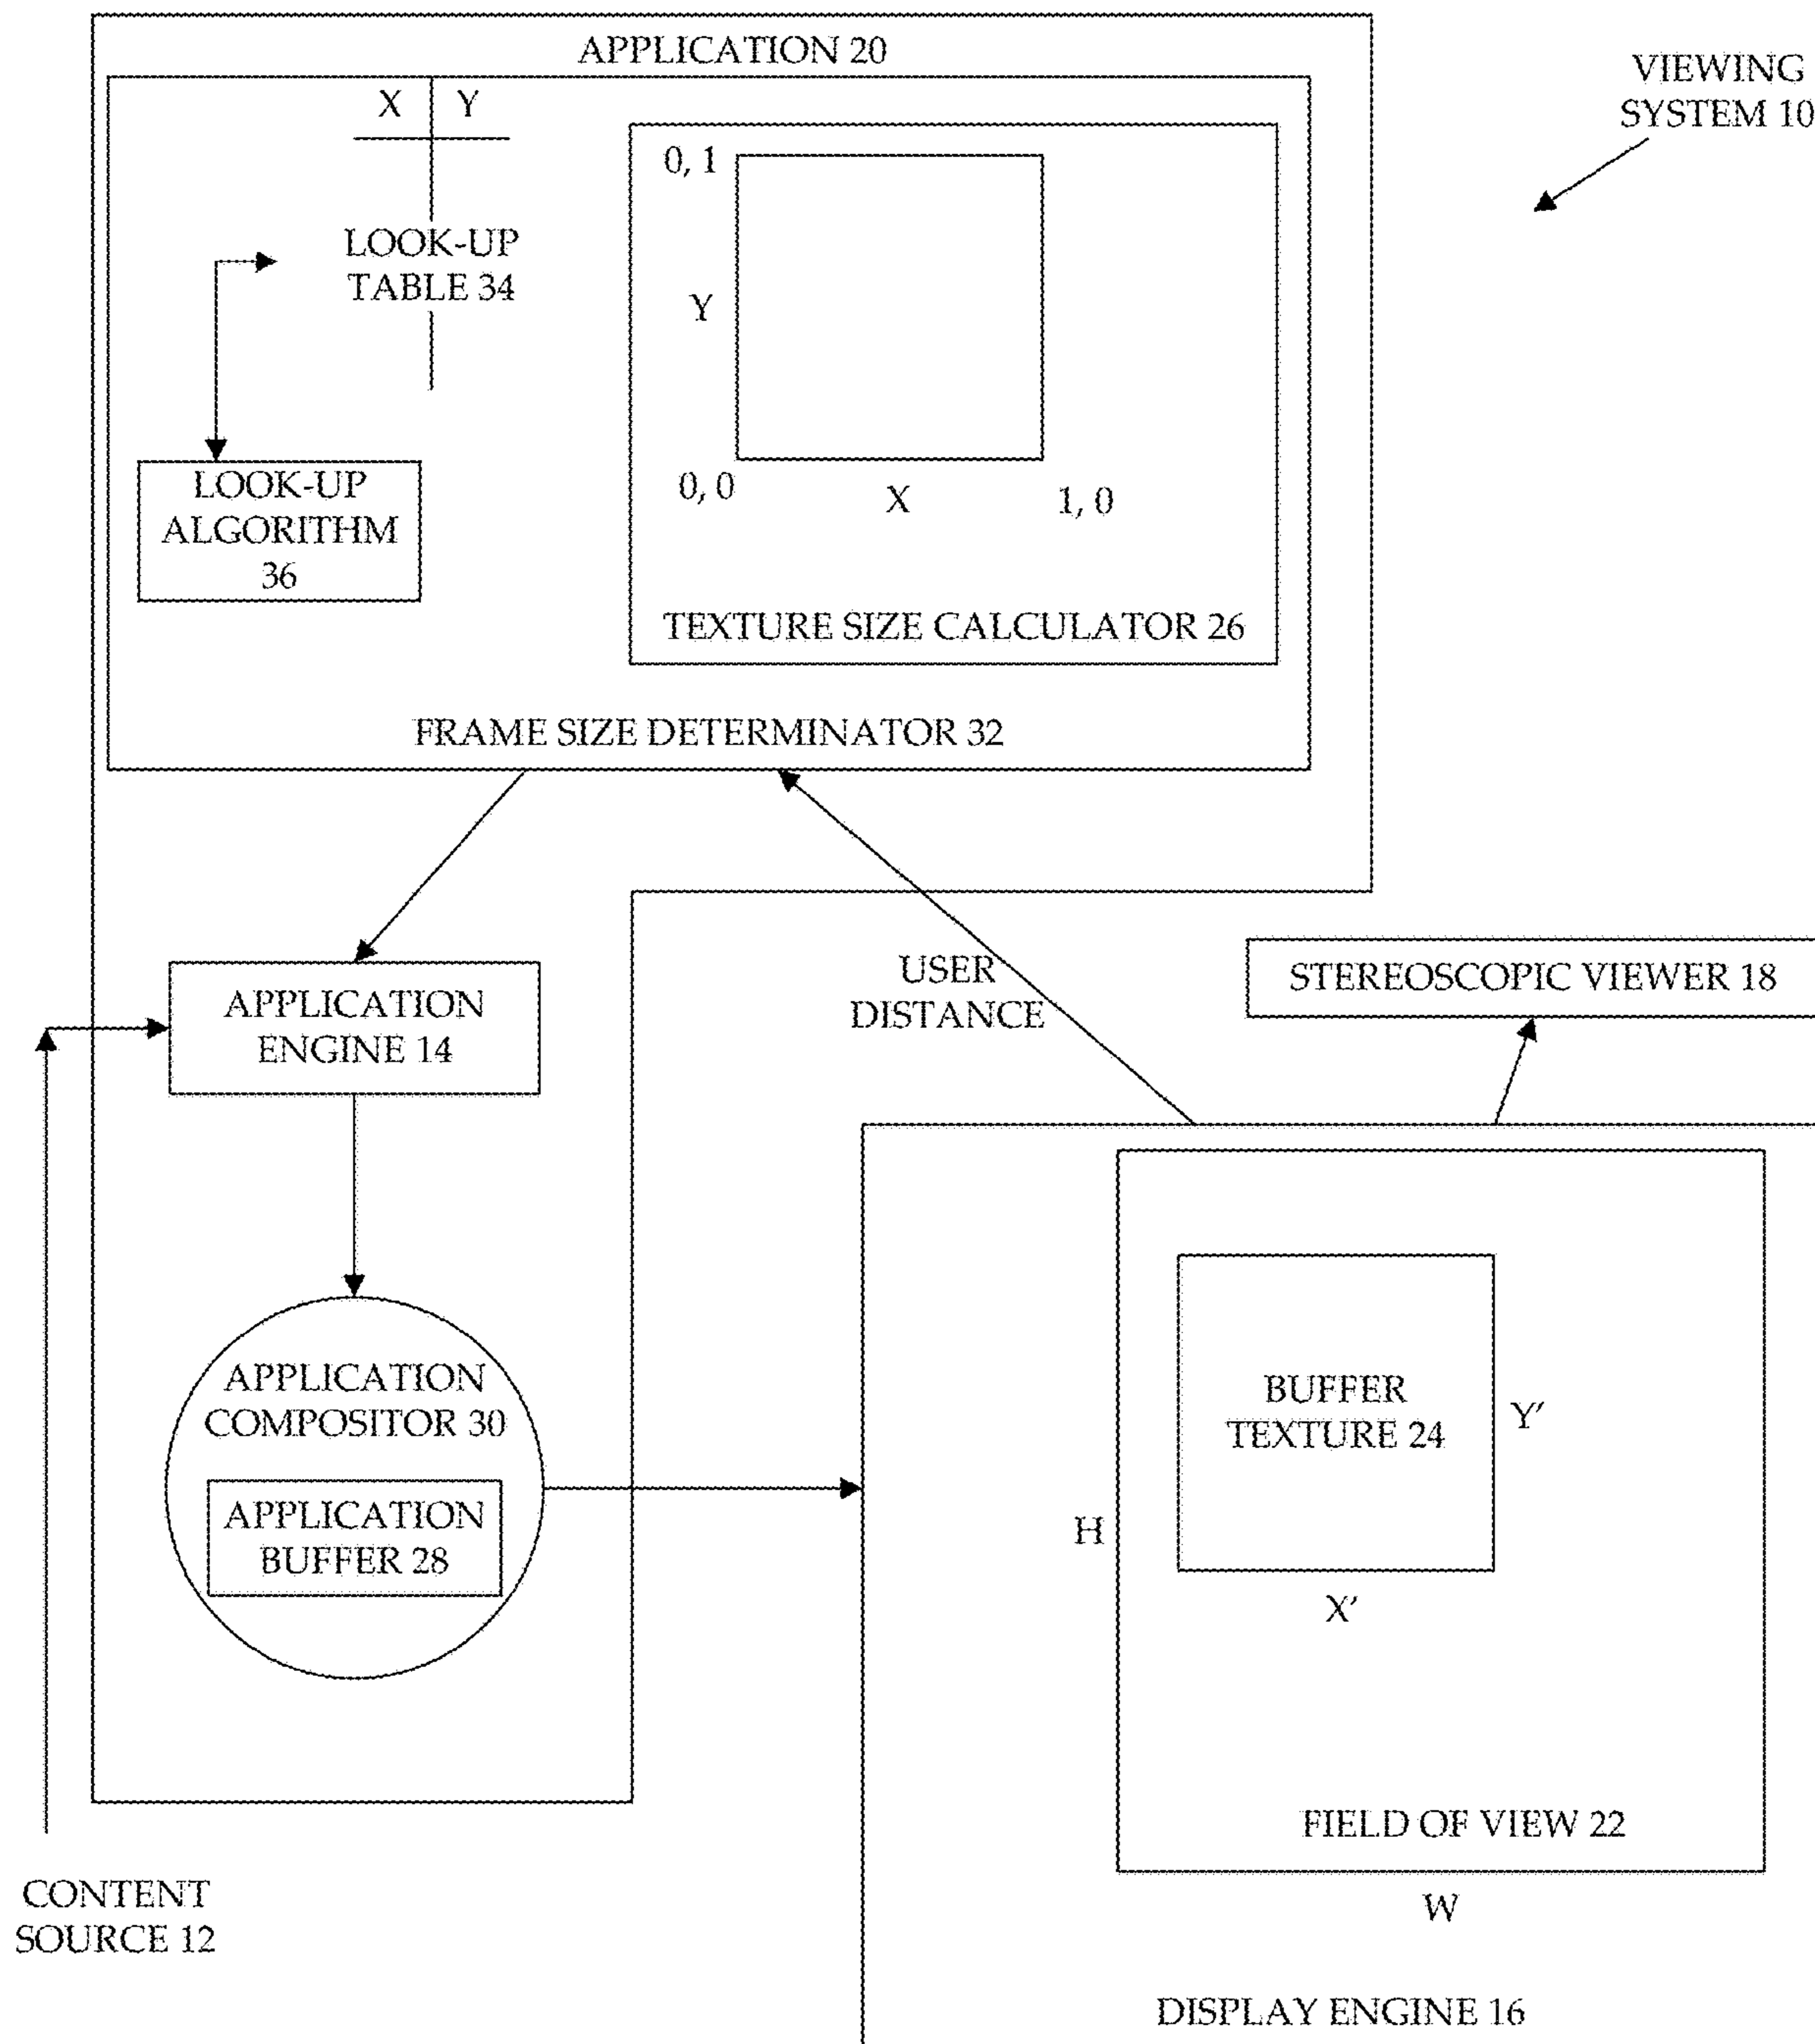 APPLICATION 20
VIEWING
SYSTEM 10
X Y
0, 1
LOOK-UP
TABLE 34
Y
LOOK-UP
ALGORITHM
36
0, 0
X
1, 0
TEXTURE SIZE CALCULATOR 26
FRAME SIZE DETERMINATOR 32
USER
DISTANCE
STEREOSCOPIC VIEWER 18
APPLICATION
ENGINE 14
APPLICATION
COMPOSITOR 30
APPLICATION
BUFFER 28
BUFFER
TEXTURE 24
Y'
H
X'
FIELD OF VIEW 22
W
CONTENT
SOURCE 12
DISPLAY ENGINE 16